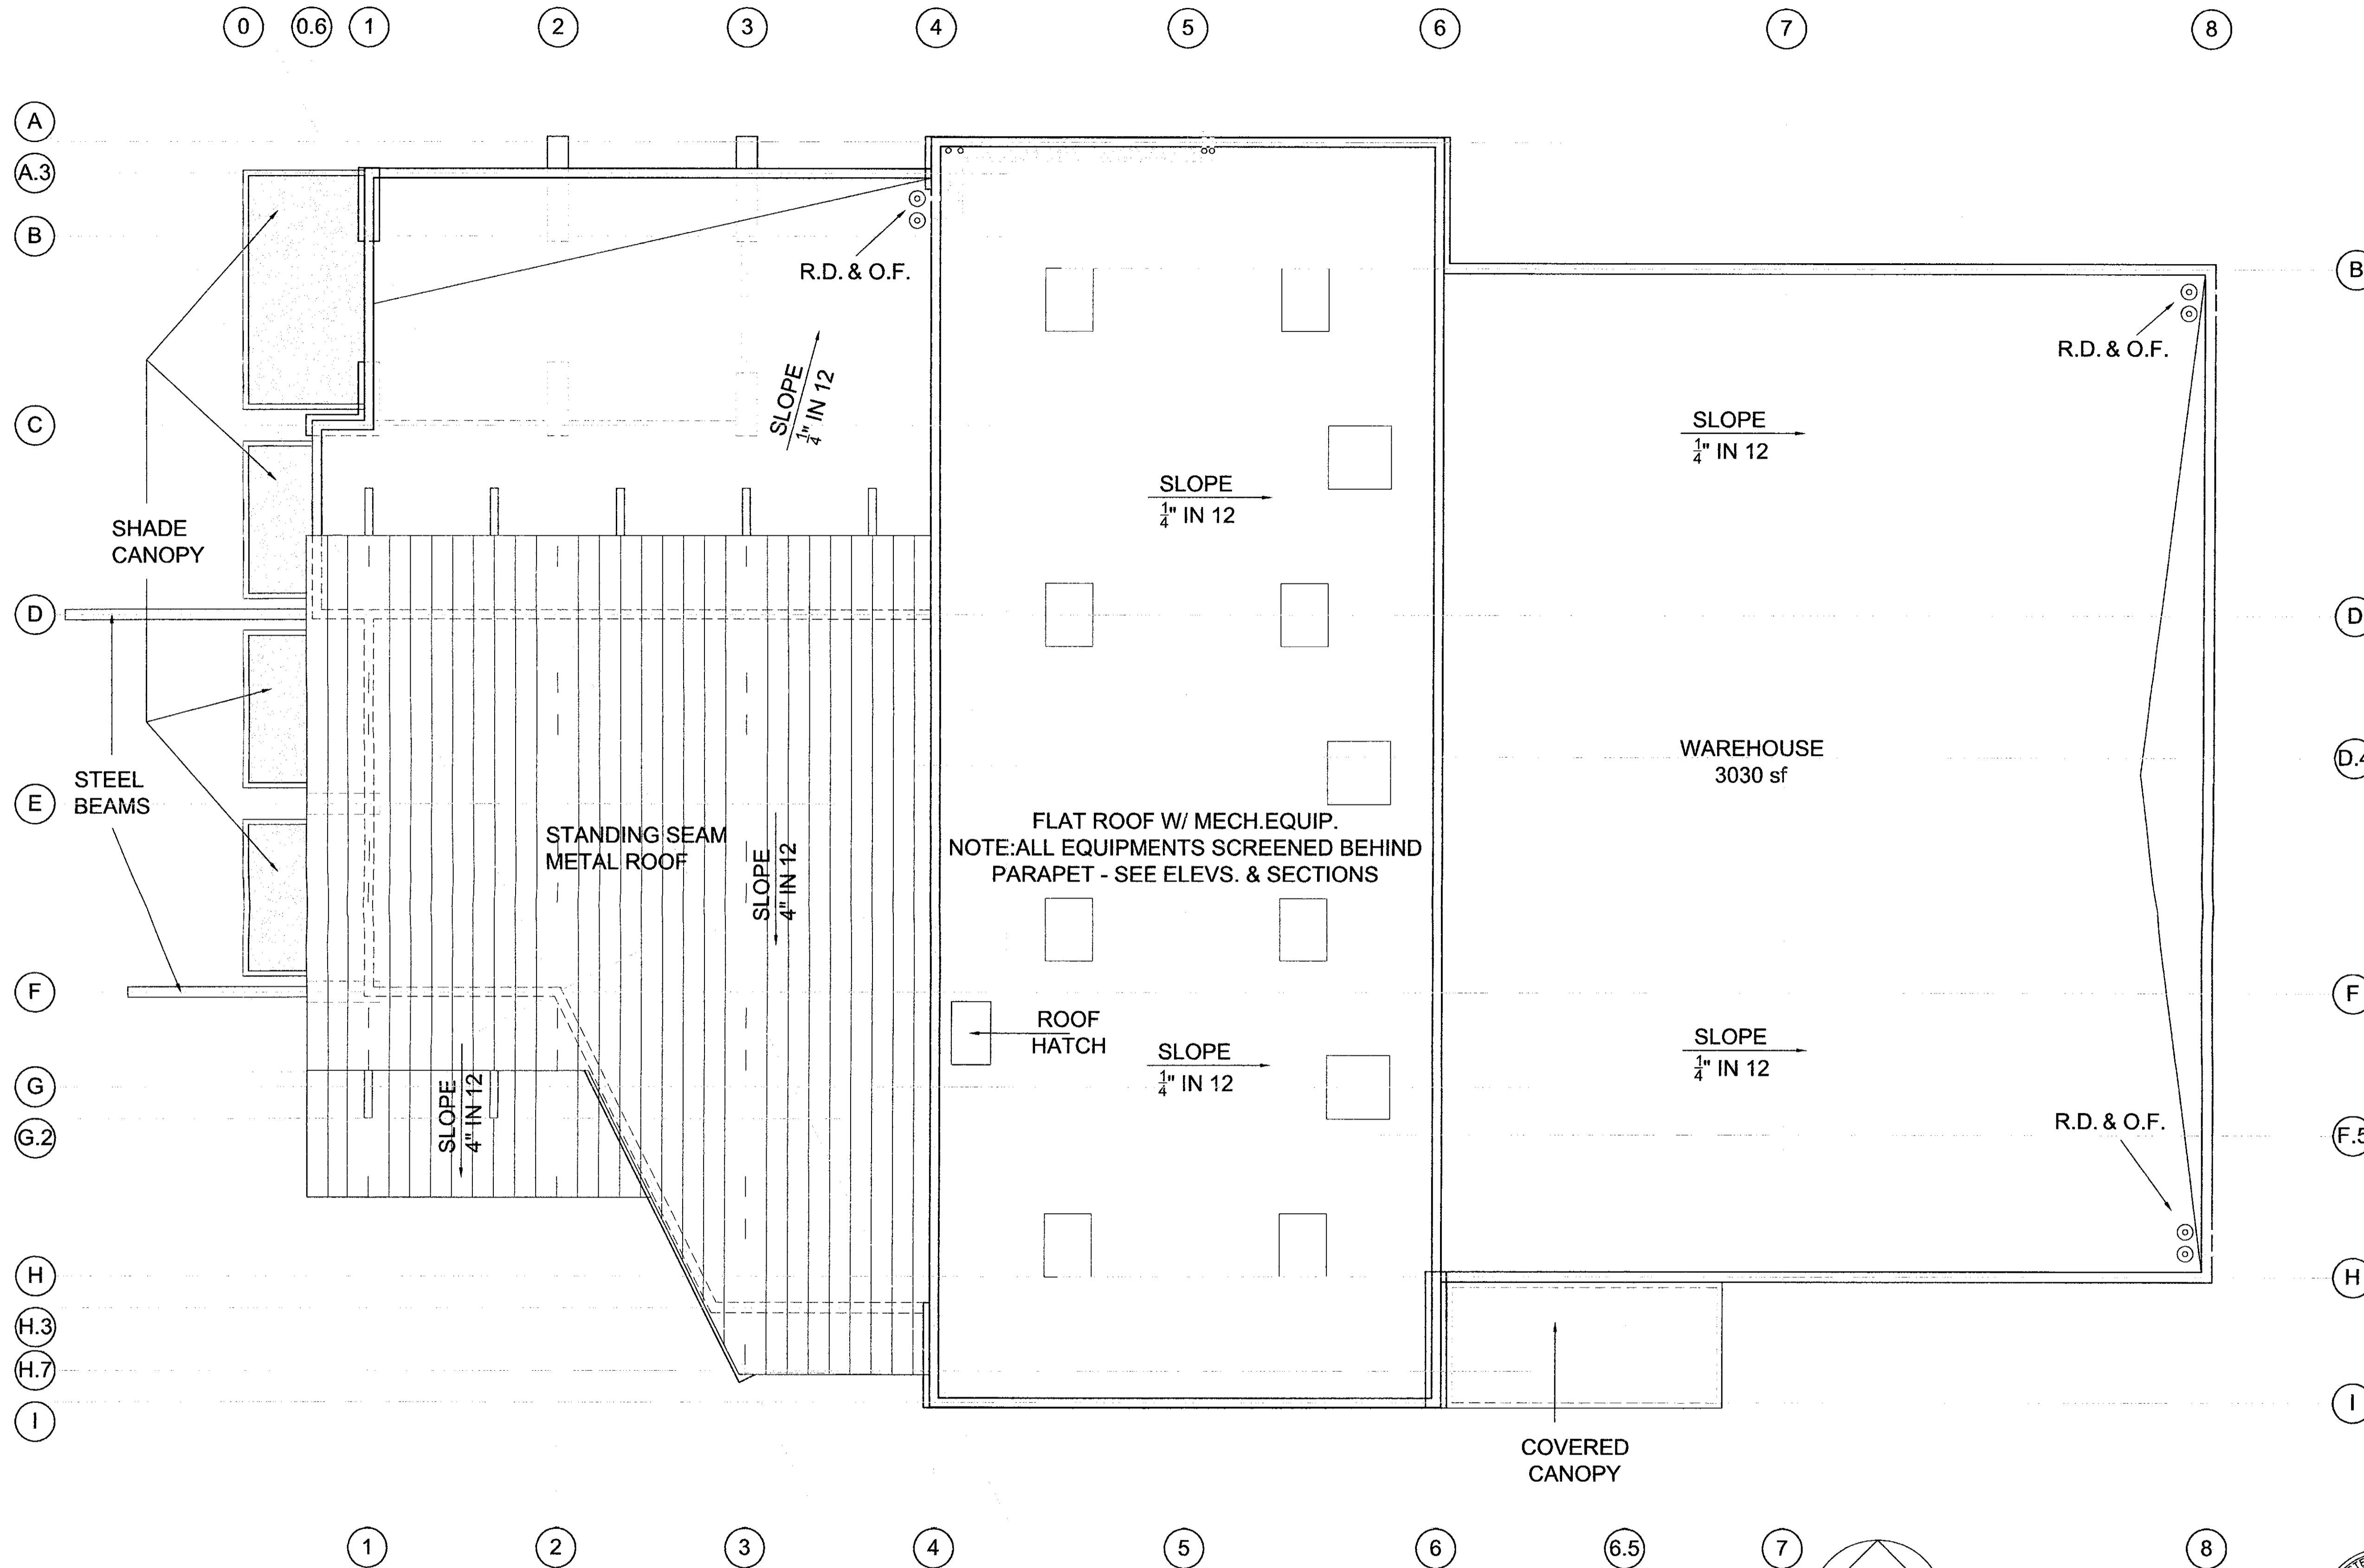 0 0.6 1 2 3 4 5 6 7 8
A
A.3
B
B
R.D. & O.F.
R.D. & O.F.
C
SLOPE
1/4" IN 12
SLOPE
1/4" IN 12
SLOPE
1/4" IN 12
SHADE
CANOPY
D
D
WAREHOUSE
3030 sf
D.4
STEEL
BEAMS
E
STANDING SEAM
METAL ROOF
SLOPE
4" IN 12
FLAT ROOF W/ MECH.EQUIP.
NOTE:ALL EQUIPMENTS SCREENED BEHIND
PARAPET - SEE ELEVS. & SECTIONS
F
F
ROOF
HATCH
SLOPE
1/4" IN 12
SLOPE
1/4" IN 12
G
SLOPE
4" IN 12
G.2
R.D. & O.F.
F.5
H
H
H.3
H.7
I
I
COVERED
CANOPY
1 2 3 4 5 6 6.5 7 8